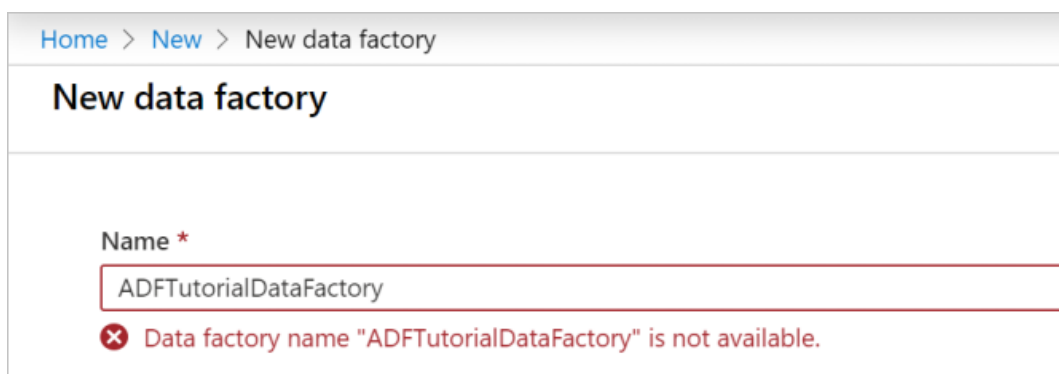 Home > New > New data factory
New data factory
Name *
ADFTutorialDataFactory
Data factory name "ADFTutorialDataFactory" is not available.